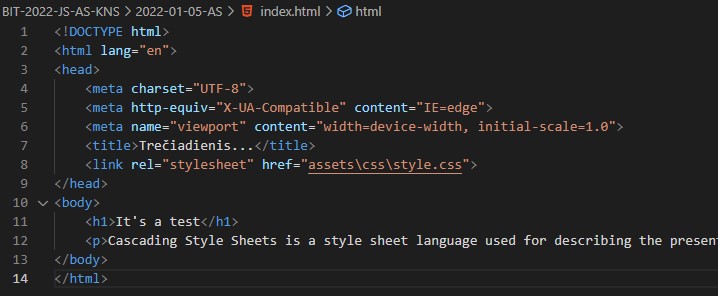 BIT-2022-JS-AS-KNS > 2022-01-05-AS > index.html > html
1 <!DOCTYPE html>
2 <html lang="en">
3 <head>
4 <meta charset="UTF-8">
5 <meta http-equiv="X-UA-Compatible" content="IE=edge">
6 <meta name="viewport" content="width=device-width, initial-scale=1.0">
7 <title>Trečiadienis...</title>
8 <link rel="stylesheet" href="assets\css\style.css">
9 </head>
10 <body>
11 <h1>It's a test</h1>
12 <p>Cascading Style Sheets is a style sheet language used for describing the present
13 </body>
14 </html>